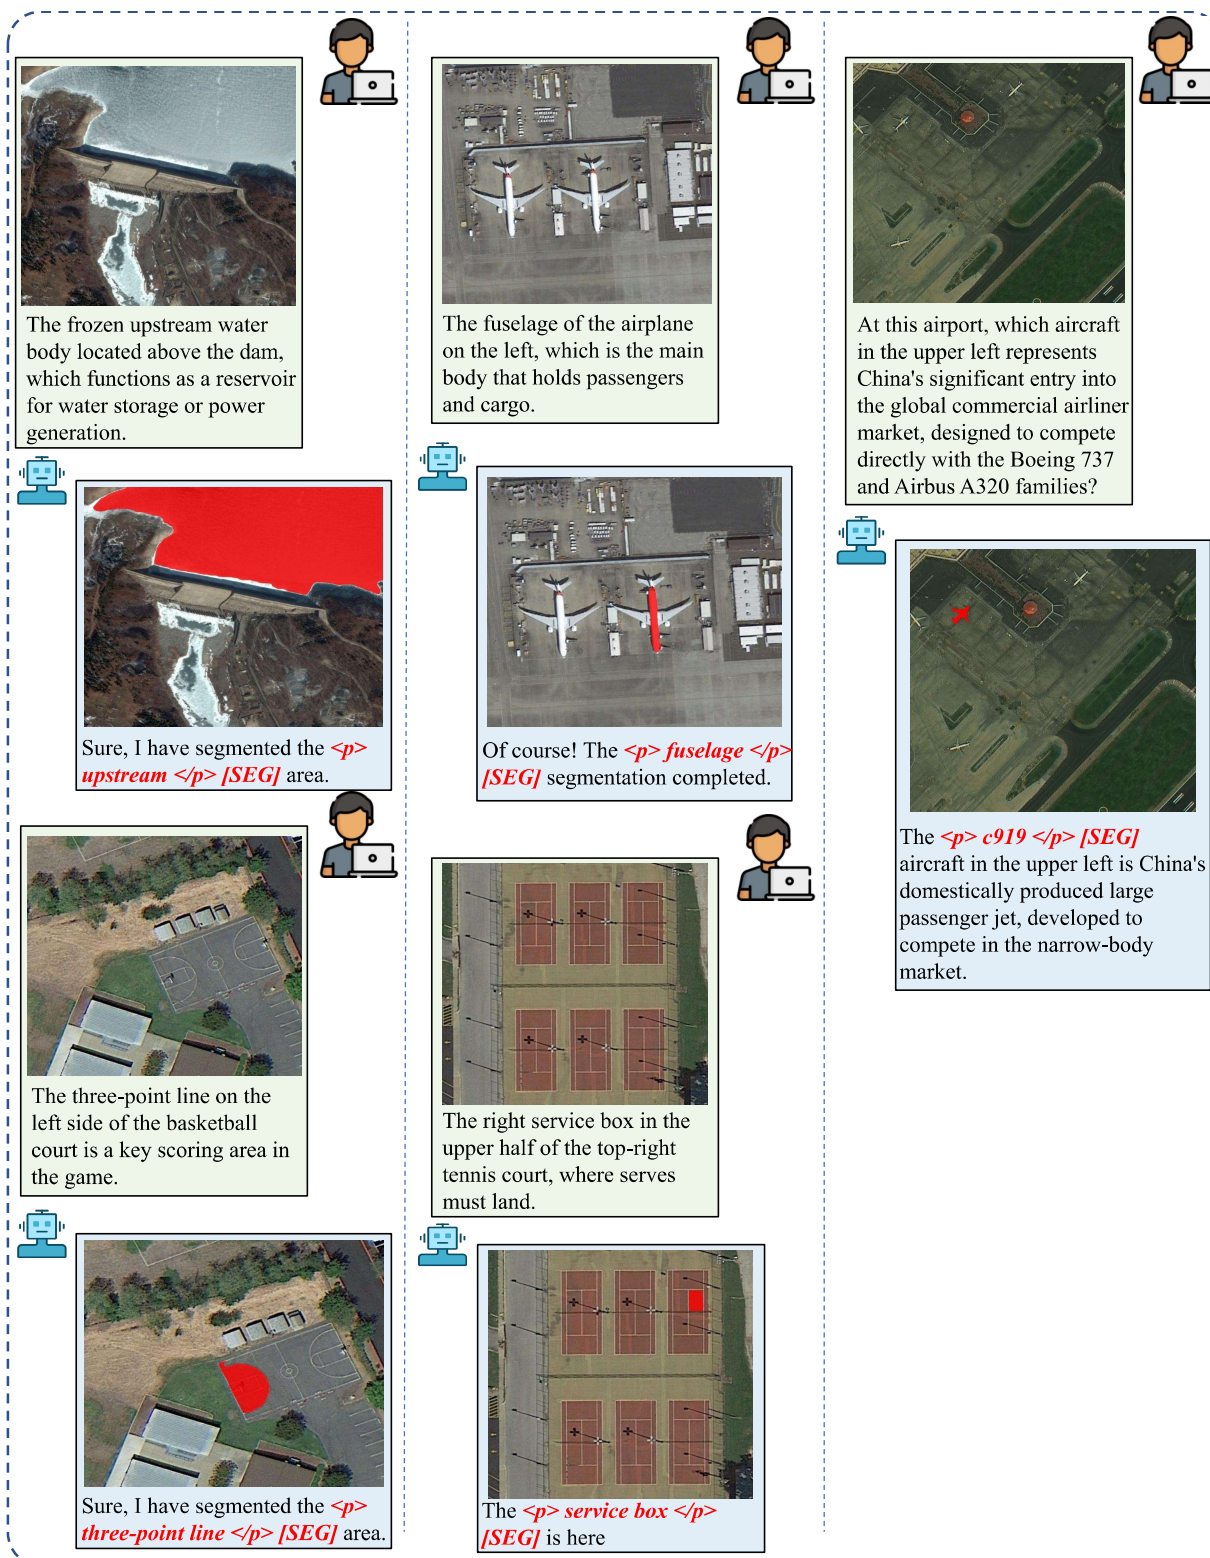 The frozen upstream water
body located above the dam,
which functions as a reservoir
for water storage or power
generation.
Sure, I have segmented the <p>
upstream </p> [SEG] area.
The three-point line on the
left side of the basketball
court is a key scoring area in
the game.
Sure, I have segmented the <p>
three-point line </p> [SEG] area.
The fuselage of the airplane
on the left, which is the main
body that holds passengers
and cargo.
Of course! The <p> fuselage </p>
[SEG] segmentation completed.
The right service box in the
upper half of the top-right
tennis court, where serves
must land.
The <p> service box </p>
[SEG] is here
At this airport, which aircraft
in the upper left represents
China's significant entry into
the global commercial airliner
market, designed to compete
directly with the Boeing 737
and Airbus A320 families?
The <p> c919 </p> [SEG]
aircraft in the upper left is China's
domestically produced large
passenger jet, developed to
compete in the narrow-body
market.